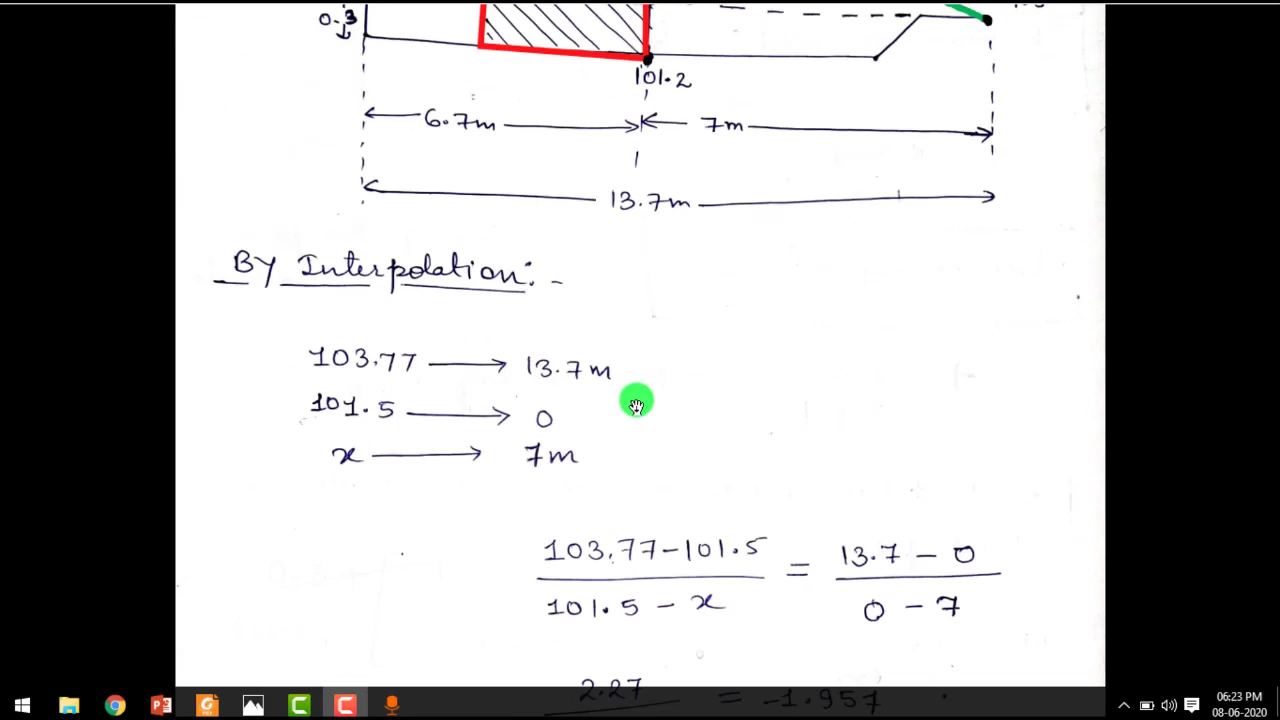 0.3
101.2
6.7m 7m
13.7m
By Interpolation:-
103.77 → 13.7m
101.5 → 0
x → 7m
103.77-101.5 = 13.7 - 0
101.5 - x 0 - 7
2.27 = -1.957
06:23 PM
08-06-2020